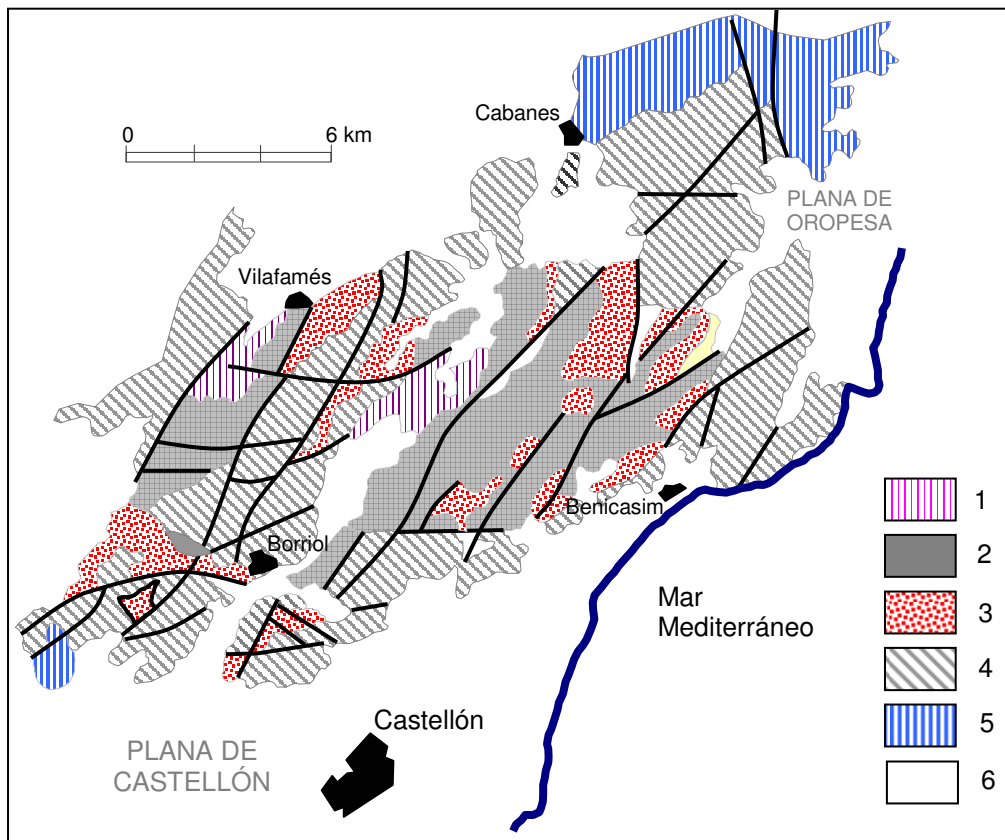 Cabanes
0 6 km
PLANA DE
OROPESA
Vilafamés
Benicasim
Borriol
Mar
Mediterráneo
Castellón
PLANA DE
CASTELLÓN
1
2
3
4
5
6